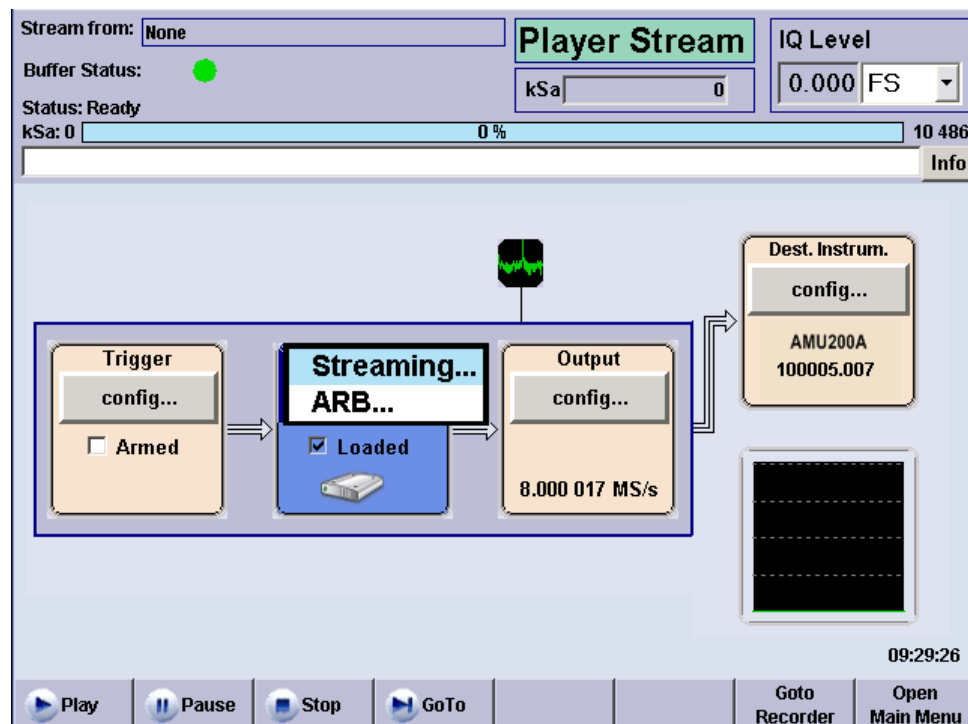 Stream from: None
Player Stream
IQ Level
0.000 FS
Buffer Status:
kSa 0
Status: Ready
kSa: 0 0 % 10 486
Info
Dest. Instrum.
config...
AMU200A
100005.007
Trigger
config...
Armed
Streaming...
ARB...
Loaded
Output
config...
8.000 017 MS/s
09:29:26
Play
Pause
Stop
GoTo
Goto
Recorder
Open
Main Menu